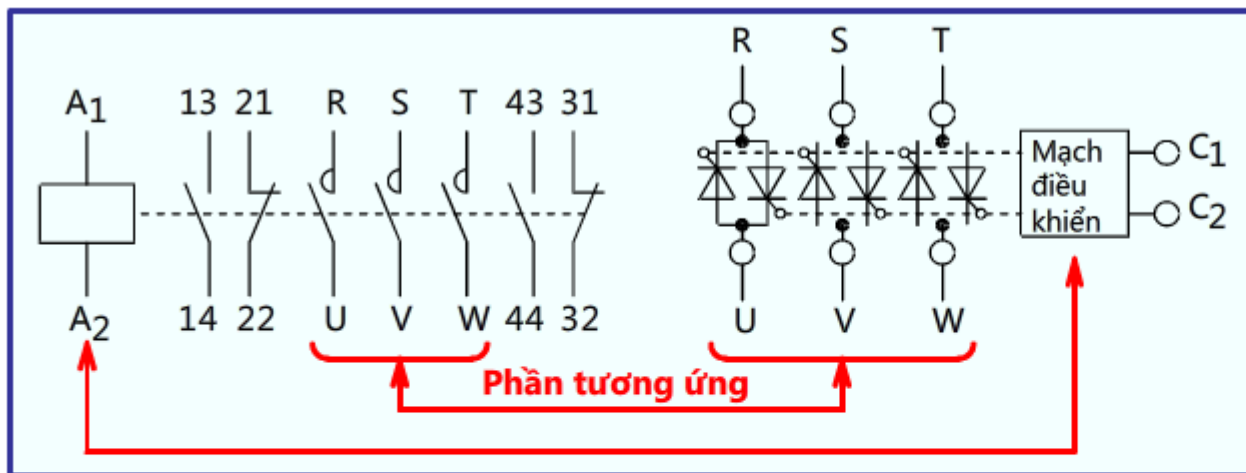 R S T
A1 13 21 R S T 43 31
Mạch
điều
khiển
C1
C2
A2 14 22 U V W 44 32
U V W
Phần tương ứng